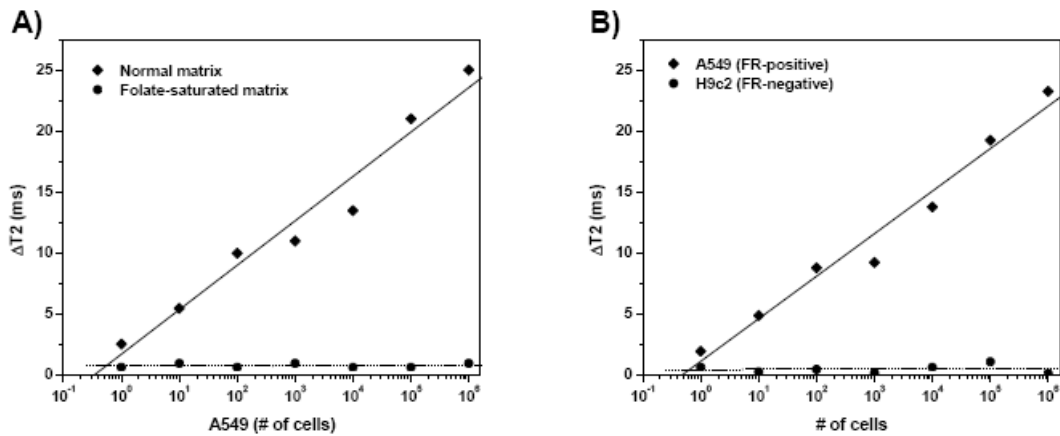 A)
Normal matrix
Folate-saturated matrix
25
20
15
10
5
0
ΔT2 (ms)
10⁻¹ 10⁰ 10¹ 10² 10³ 10⁴ 10⁵ 10⁶
A549 (# of cells)
B)
A549 (FR-positive)
H9c2 (FR-negative)
25
20
15
10
5
0
ΔT2 (ms)
10⁻¹ 10⁰ 10¹ 10² 10³ 10⁴ 10⁵ 10⁶
# of cells